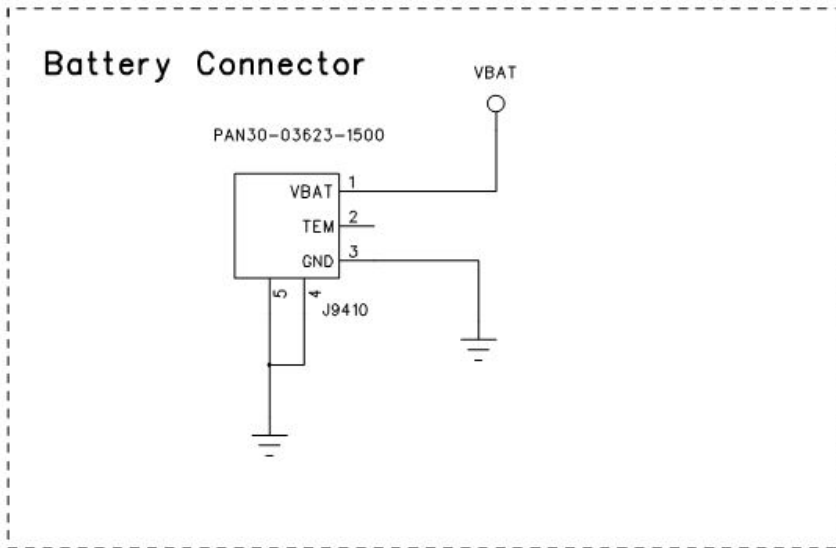 Battery Connector
VBAT
PAN30-03623-1500
VBAT 1
TEM 2
GND 3
5 4
J9410